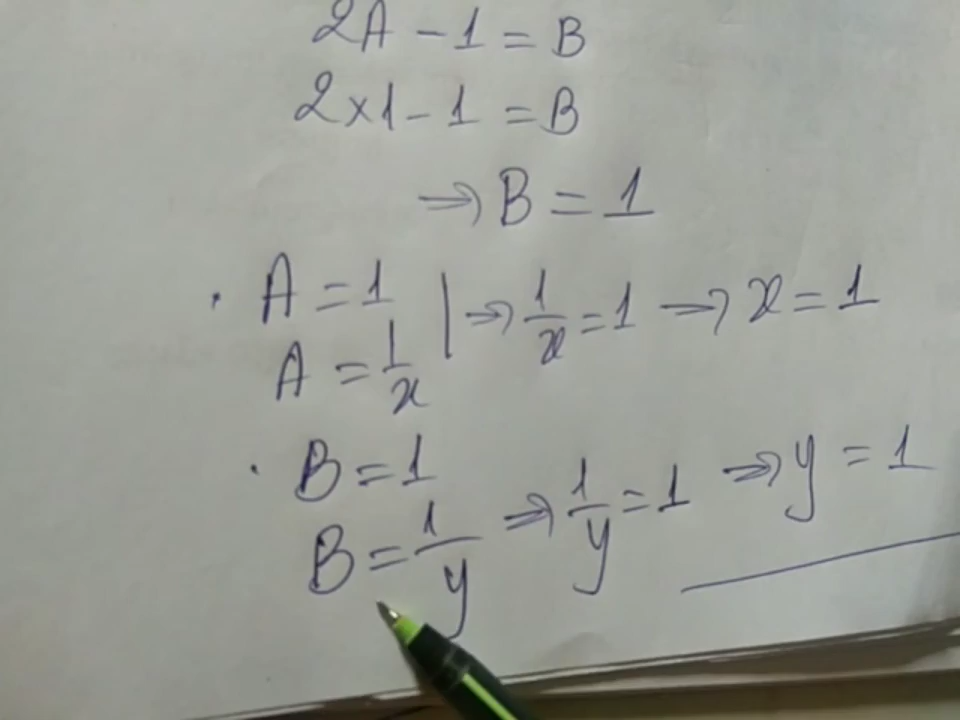 2A - 1 = B
2×1 - 1 = B
⇒ B = 1
· A = 1 | ⇒ 1/x = 1 ⇒ x = 1
A = 1/x
· B = 1
B = 1/y ⇒ 1/y = 1 ⇒ y = 1